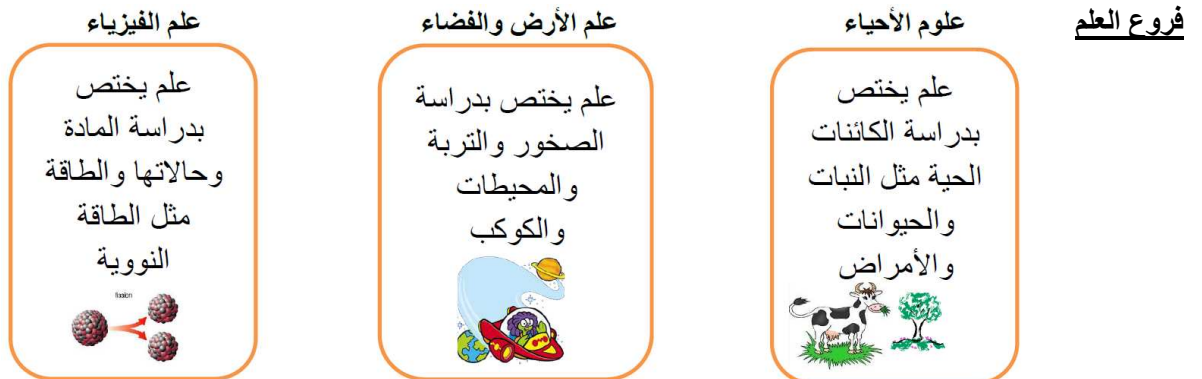 فروع العلم
علوم الأحياء
علم يختص
بدراسة الكائنات
الحية مثل النبات
والحيوانات
والأمراض
علم الأرض والفضاء
علم يختص بدراسة
الصخور والتربة
والمحيطات
والكوكب
علم الفيزياء
علم يختص
بدراسة المادة
وحالاتها والطاقة
مثل الطاقة
النووية
fission